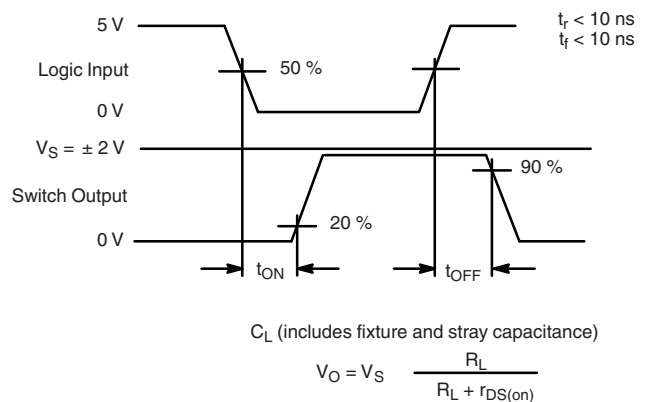 5 V
t_r < 10 ns
t_f < 10 ns
Logic Input
50 %
0 V
V_S = ± 2 V
90 %
Switch Output
20 %
0 V
t_ON
t_OFF
C_L (includes fixture and stray capacitance)
V_O = V_S R_L
R_L + r_DS(on)